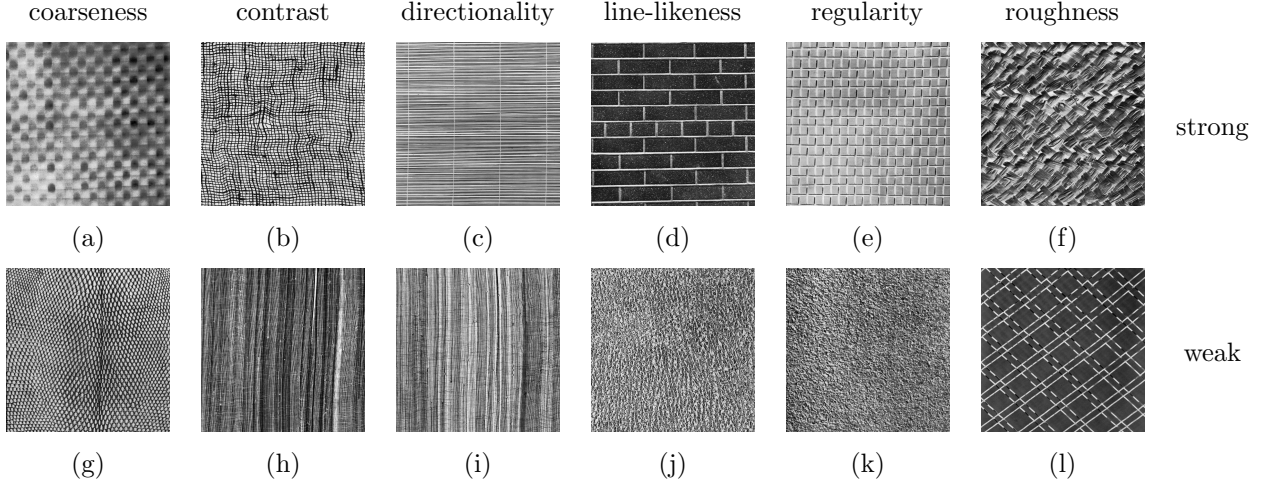 coarseness contrast directionality line-likeness regularity roughness
strong
(a) (b) (c) (d) (e) (f)
weak
(g) (h) (i) (j) (k) (l)